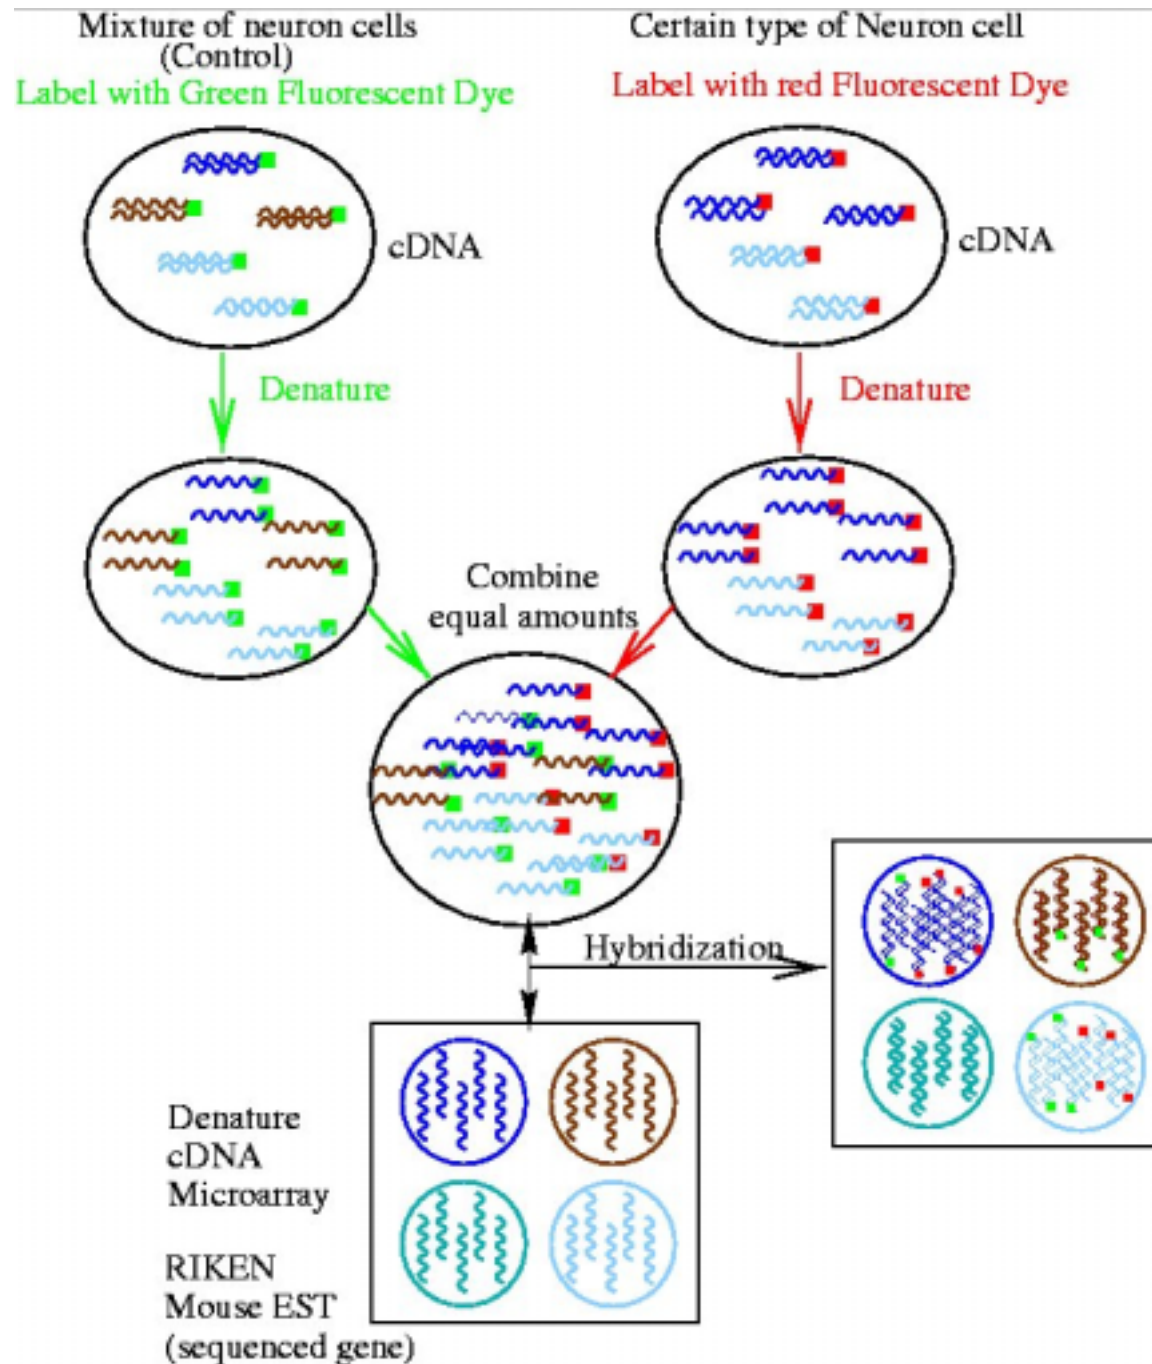 Mixture of neuron cells
(Control)
Label with Green Fluorescent Dye
Certain type of Neuron cell
Label with red Fluorescent Dye
cDNA
cDNA
Denature
Denature
Combine
equal amounts
Hybridization
Denature
cDNA
Microarray
RIKEN
Mouse EST
(sequenced gene)